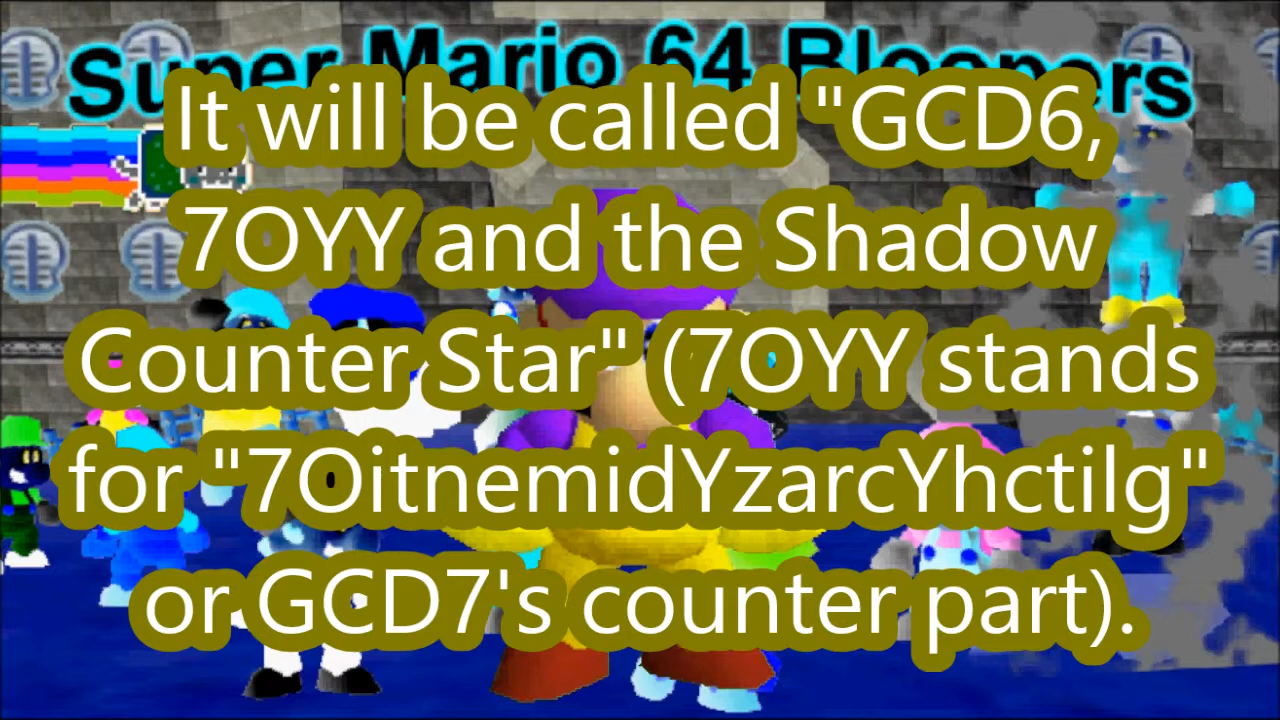 Super Mario 64 Bloopers
It will be called "GCD6,
7OYY and the Shadow
Counter Star" (7OYY stands
for "7OitnemidYzarcYhctilg"
or GCD7's counter part).